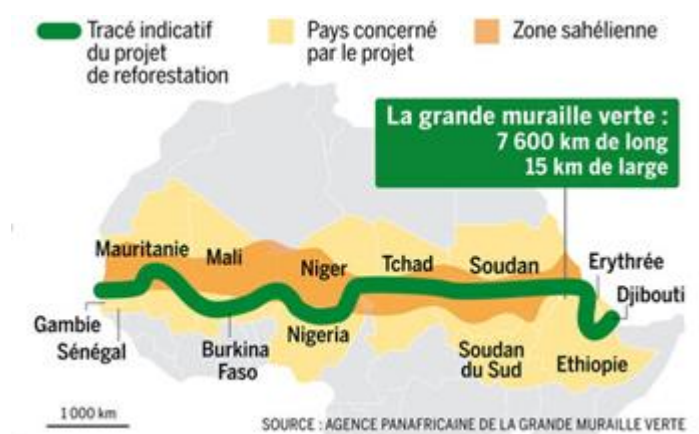 Tracé indicatif
du projet
de reforestation
Pays concerné
par le projet
Zone sahélienne
La grande muraille verte :
7 600 km de long
15 km de large
Mauritanie
Mali
Niger
Tchad
Soudan
Erythrée
Djibouti
Gambie
Sénégal
Burkina
Faso
Nigeria
Soudan
du Sud
Ethiopie
1 000 km
SOURCE : AGENCE PANAFRICAINE DE LA GRANDE MURAILLE VERTE